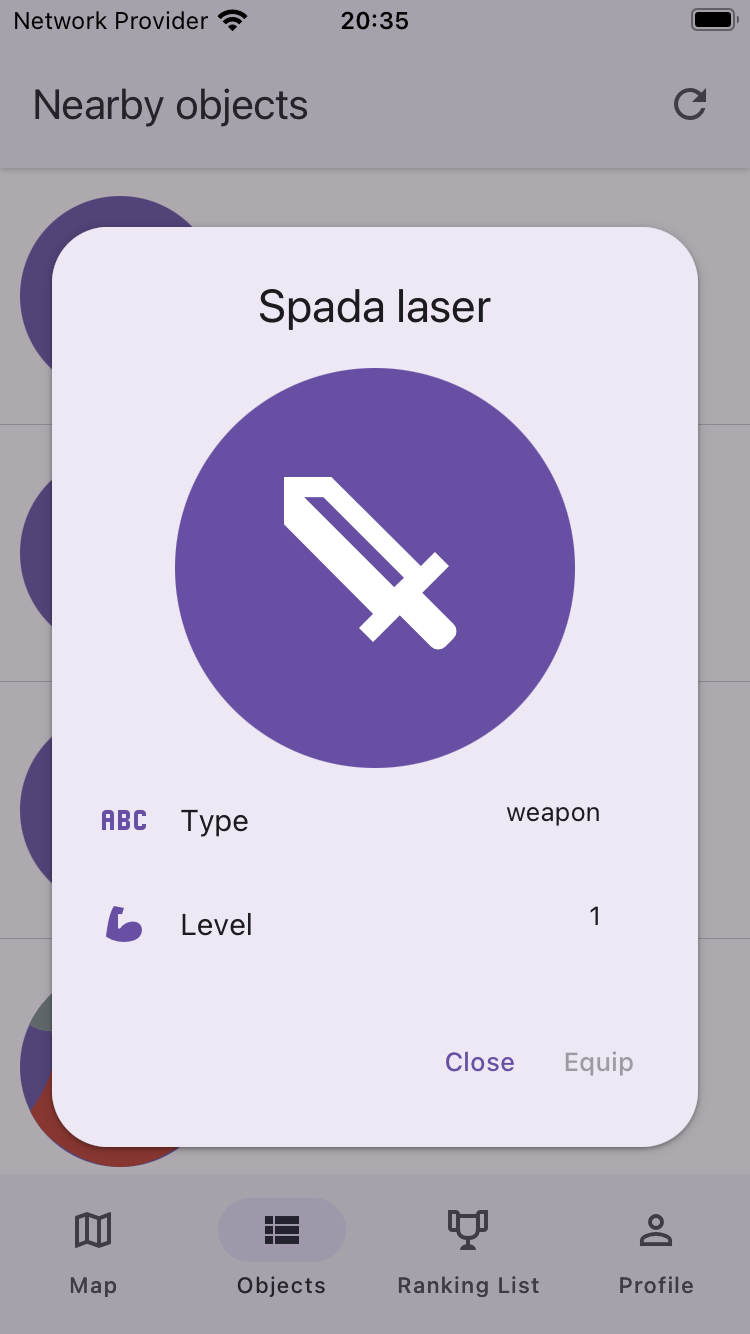 Network Provider 20:35
Nearby objects
Spada laser
ABC Type weapon
Level 1
Close Equip
Map Objects Ranking List Profile